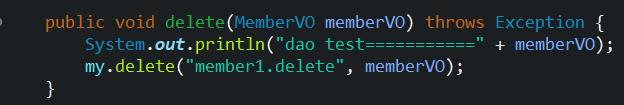 public void delete(MemberVO memberVO) throws Exception {
    System.out.println("dao test===========" + memberVO);
    my.delete("member1.delete", memberVO);
}